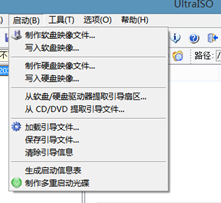 UltraISO
启动(B) 工具(T) 选项(O) 帮助(H)
制作软盘映像文件...
写入软盘映像...
制作硬盘映像文件...
写入硬盘映像...
从软盘/硬盘驱动器提取引导扇区...
从 CD/DVD 提取引导文件...
加载引导文件...
保存引导文件...
清除引导信息
生成启动信息表
制作多重启动光碟
路径: /